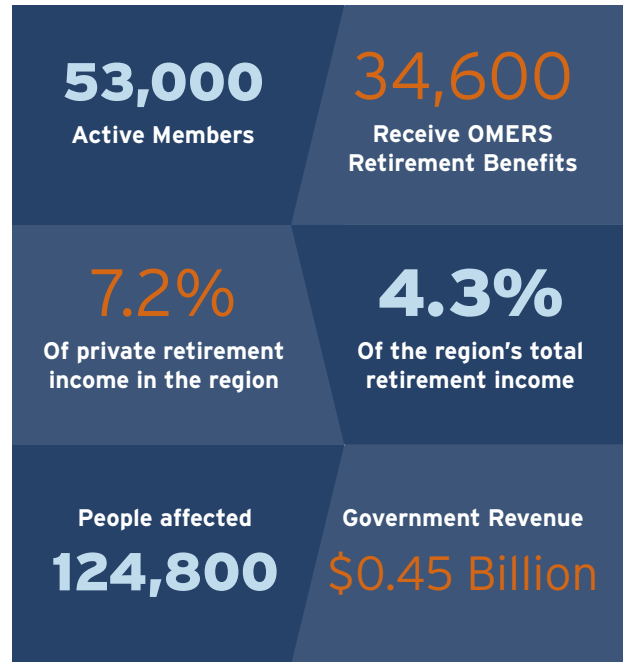 53,000
Active Members
34,600
Receive OMERS
Retirement Benefits
7.2%
Of private retirement
income in the region
4.3%
Of the region's total
retirement income
People affected
124,800
Government Revenue
$0.45 Billion